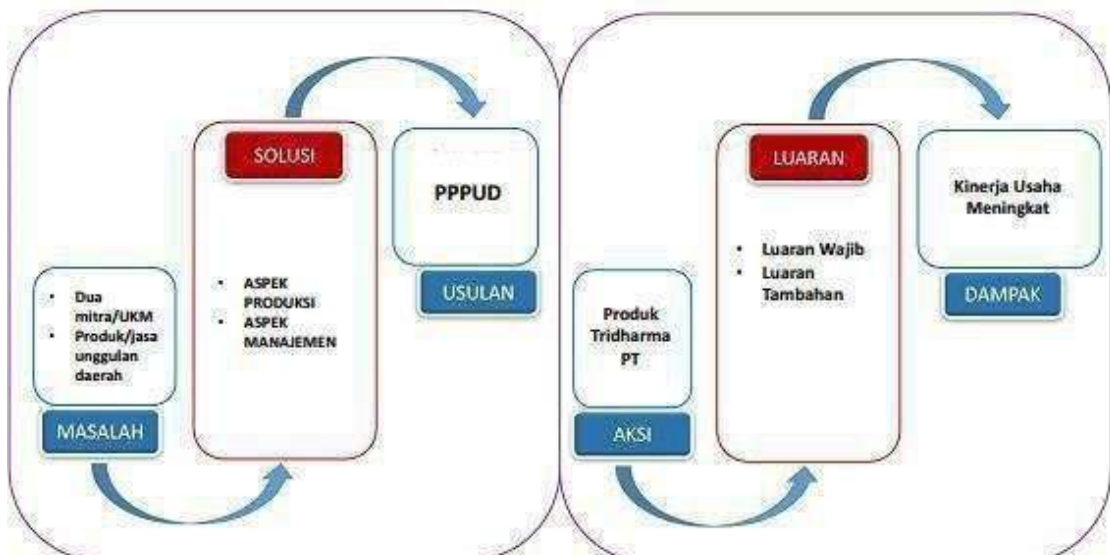 • Dua
mitra/UKM
• Produk/jasa
unggulan
daerah
MASALAH
SOLUSI
• ASPEK
PRODUKSI
• ASPEK
MANAJEMEN
PPPUD
USULAN
Produk
Tridharma
PT
AKSI
LUARAN
• Luaran Wajib
• Luaran
Tambahan
Kinerja Usaha
Meningkat
DAMPAK